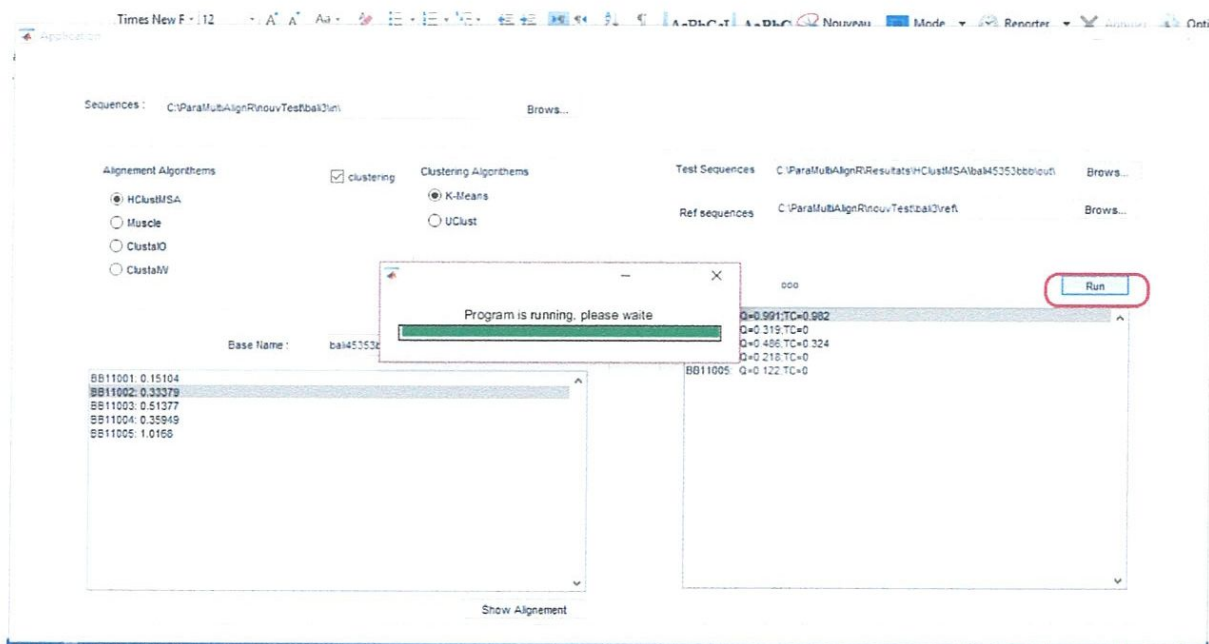 Times New F 12 A A Aa Nouveau Mode Reporter Annuler Opti
Application
Sequences : C:\ParaMultiAlignR\nouvTest\bali3\in\ Brows...
Alignement Algorithems
clustering
Clustering Algorithems
HClustMSA
Muscle
ClustalO
ClustalW
K-Means
UClust
Test Sequences C:\ParaMultiAlignR\Resultats\HClustMSA\bali45353bbb\out\ Brows...
Ref sequences C:\ParaMultiAlignR\nouvTest\bali3\ref\ Brows...
Program is running, please waite
Run
Base Name :
Q=0.991;TC=0.982
Q=0.319;TC=0
Q=0.486;TC=0.324
Q=0.218;TC=0
BB11005: Q=0.122;TC=0
BB11001: 0.15104
BB11002: 0.33379
BB11003: 0.51377
BB11004: 0.35949
BB11005: 1.0168
Show Alignement